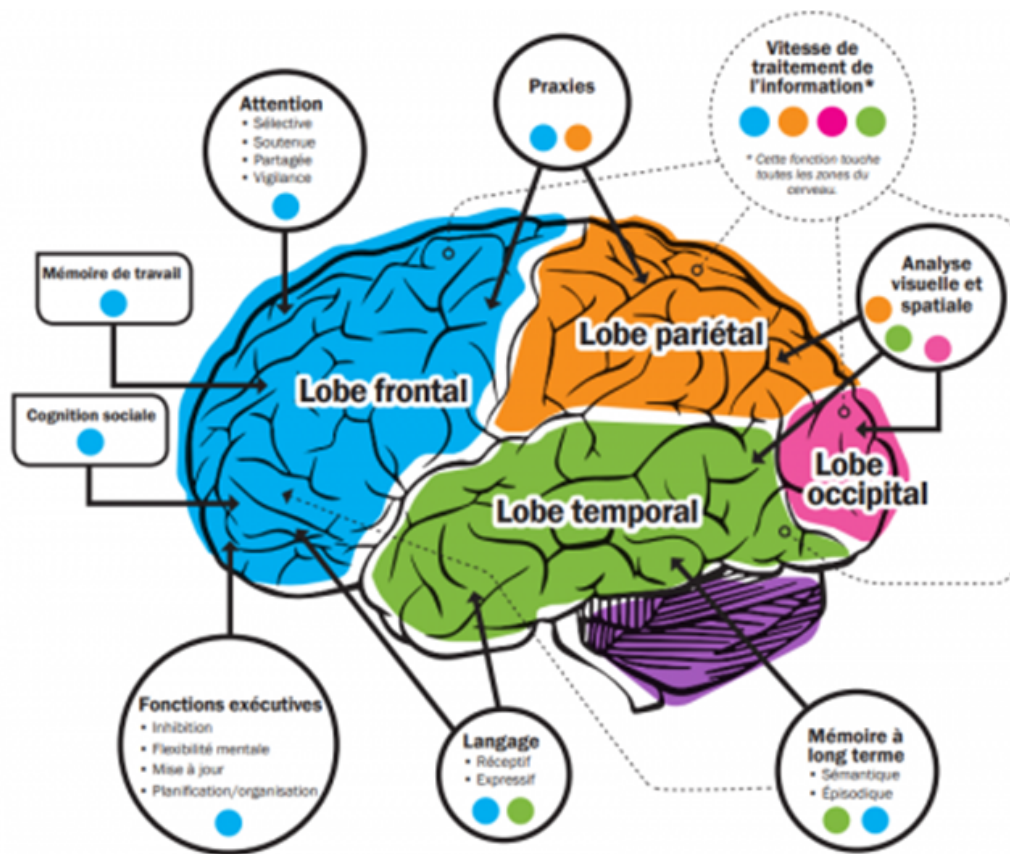 Attention
• Sélective
• Soutenue
• Partagée
• Vigilance
Praxies
Vitesse de
traitement de
l'information*
* Cette fonction touche
toutes les zones du
cerveau.
Mémoire de travail
Analyse
visuelle et
spatiale
Lobe pariétal
Lobe frontal
Cognition sociale
Lobe
occipital
Lobe temporal
Fonctions exécutives
• Inhibition
• Flexibilité mentale
• Mise à jour
• Planification/organisation
Langage
• Réceptif
• Expressif
Mémoire à
long terme
• Sémantique
• Épisodique